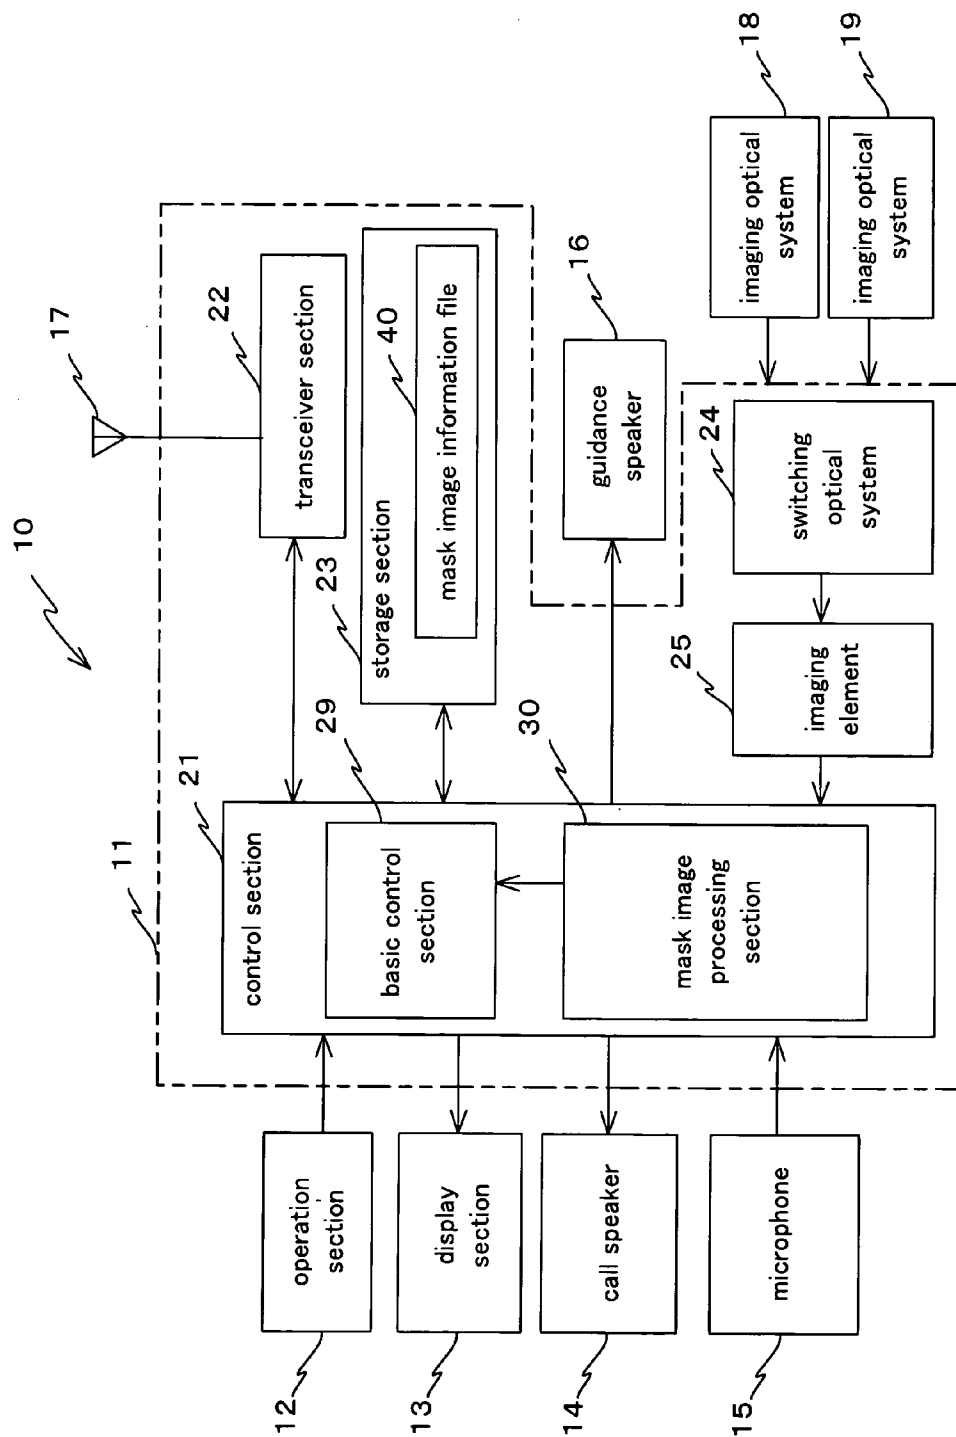 10
17
11
21
control section
29
basic control
section
30
mask image
processing
section
22
transceiver section
23
storage section
40
mask image information file
16
guidance
speaker
12
operation
section
13
display
section
14
call speaker
15
microphone
25
imaging
element
24
switching
optical
system
18
imaging optical
system
19
imaging optical
system